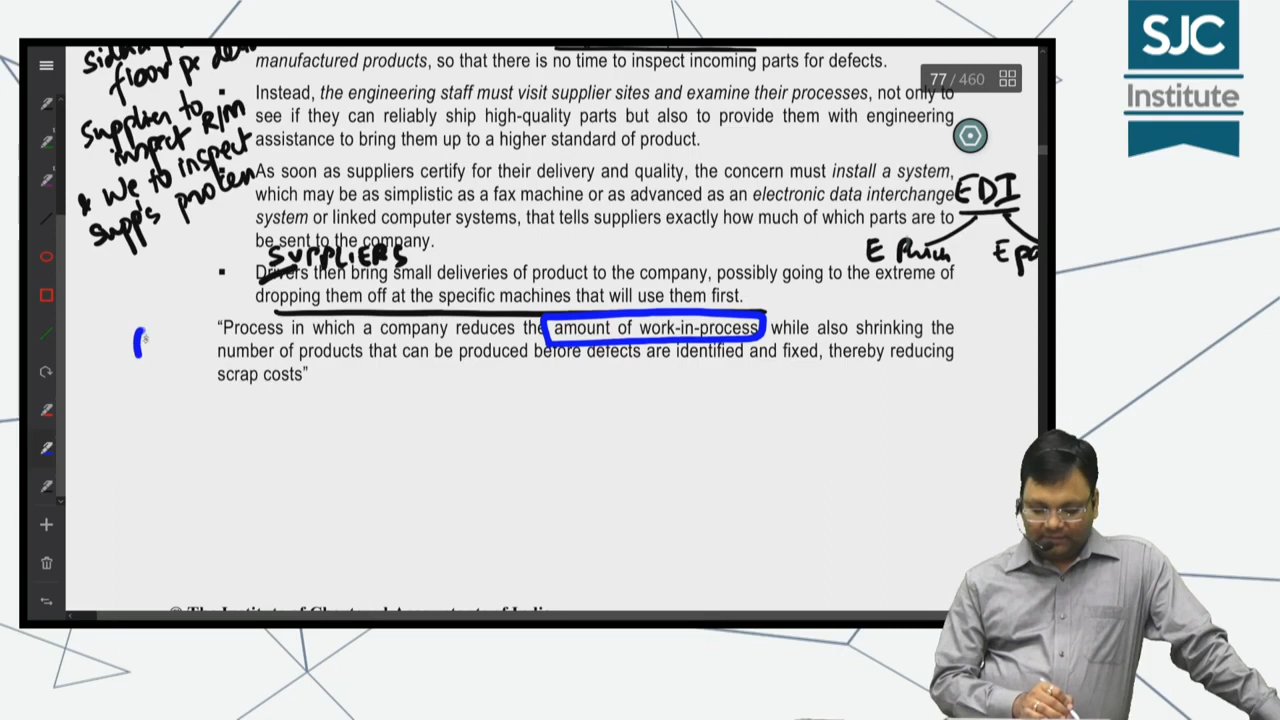 SJC
Institute
77 / 460
floor
Supplier to
inspect R/M
& We to inspect
supp's
manufactured products, so that there is no time to inspect incoming parts for defects.
Instead, the engineering staff must visit supplier sites and examine their processes, not only to
see if they can reliably ship high-quality parts but also to provide them with engineering
assistance to bring them up to a higher standard of product.
As soon as suppliers certify for their delivery and quality, the concern must install a system,
which may be as simplistic as a fax machine or as advanced as an electronic data interchange
system or linked computer systems, that tells suppliers exactly how much of which parts are to
be sent to the company.
EDI
E
E
SUPPLIERS
▪ Drivers then bring small deliveries of product to the company, possibly going to the extreme of
dropping them off at the specific machines that will use them first.
“Process in which a company reduces the amount of work-in-process while also shrinking the
number of products that can be produced before defects are identified and fixed, thereby reducing
scrap costs”